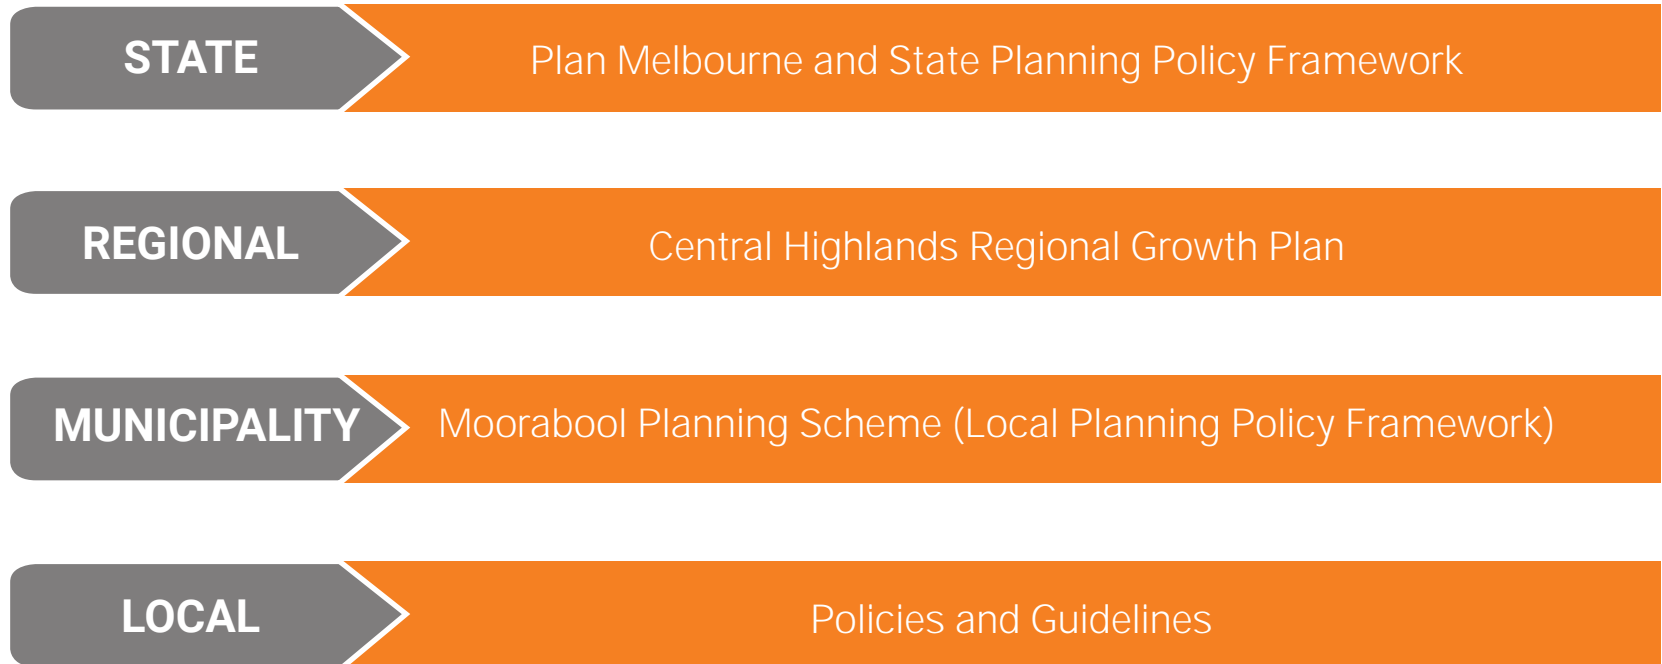 STATE
Plan Melbourne and State Planning Policy Framework
REGIONAL
Central Highlands Regional Growth Plan
MUNICIPALITY
Moorabool Planning Scheme (Local Planning Policy Framework)
LOCAL
Policies and Guidelines